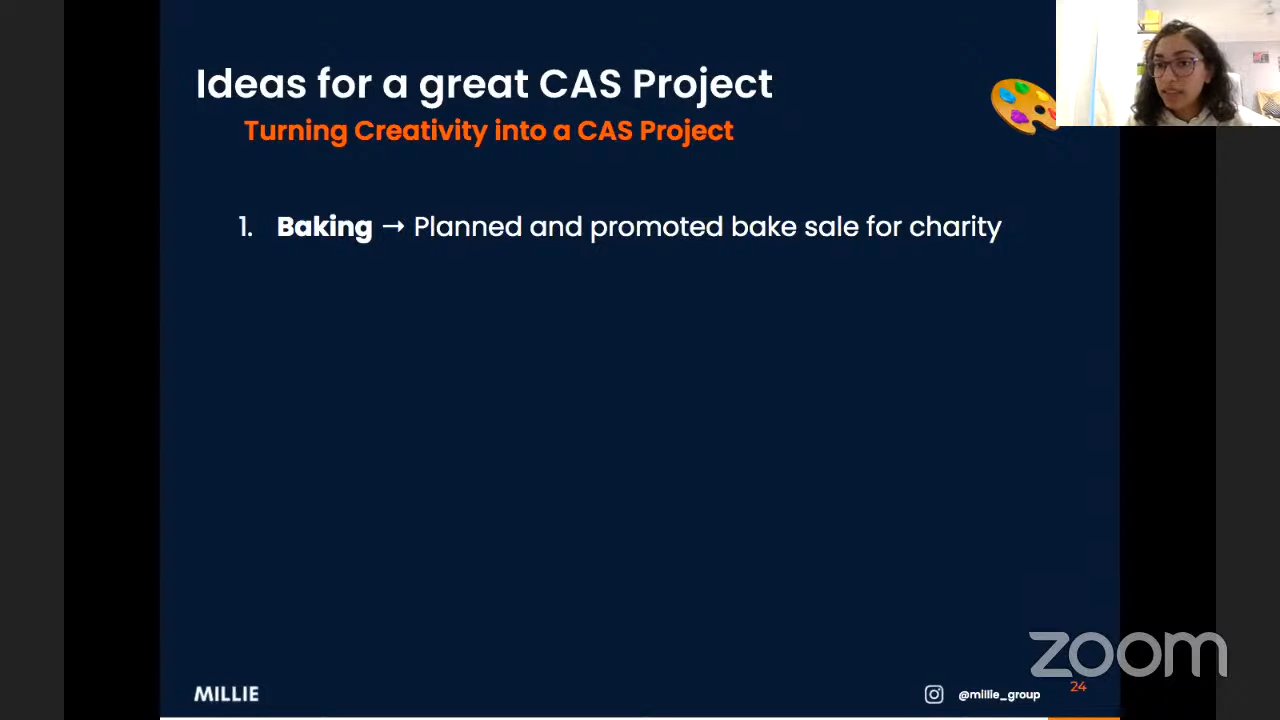 Ideas for a great CAS Project
Turning Creativity into a CAS Project
1. Baking → Planned and promoted bake sale for charity
zoom
MILLIE
@millie_group
24